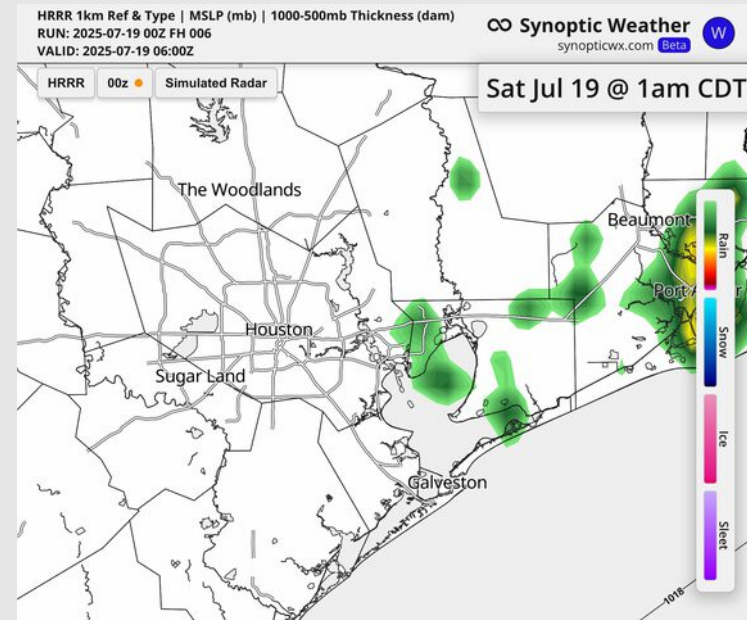 HRRR 1km Ref & Type | MSLP (mb) | 1000-500mb Thickness (dam)
RUN: 2025-07-19 00Z FH 006
VALID: 2025-07-19 06:00Z
Synoptic Weather
synopticwx.com Beta
W
HRRR
00z
Simulated Radar
Sat Jul 19 @ 1am CDT
The Woodlands
Beaumont
Rain
Houston
Snow
Sugar Land
Ice
Galveston
Sleet
1018